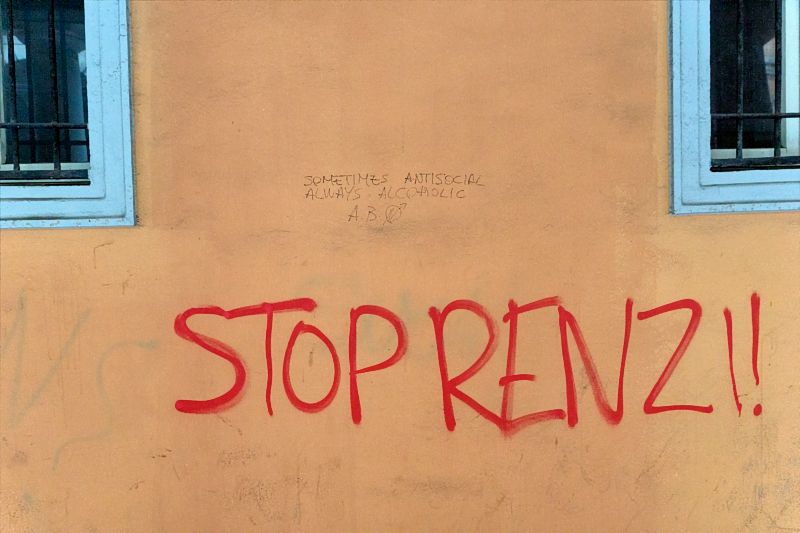 SOMETIMES ANTISOCIAL
ALWAYS ALCOHOLIC
A.B.
STOP RENZI!